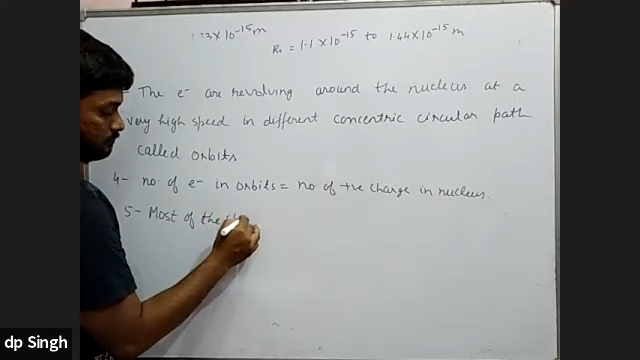 1.33 x 10⁻¹⁵ m
R₀ = 1.1 x 10⁻¹⁵ to 1.44 x 10⁻¹⁵ m
- The e⁻ are revolving around the nucleus at a
very high speed in different concentric circular path
called orbits
4- no. of e⁻ in orbits = no. of +ve charge in nucleus.
5- Most of the
dp Singh